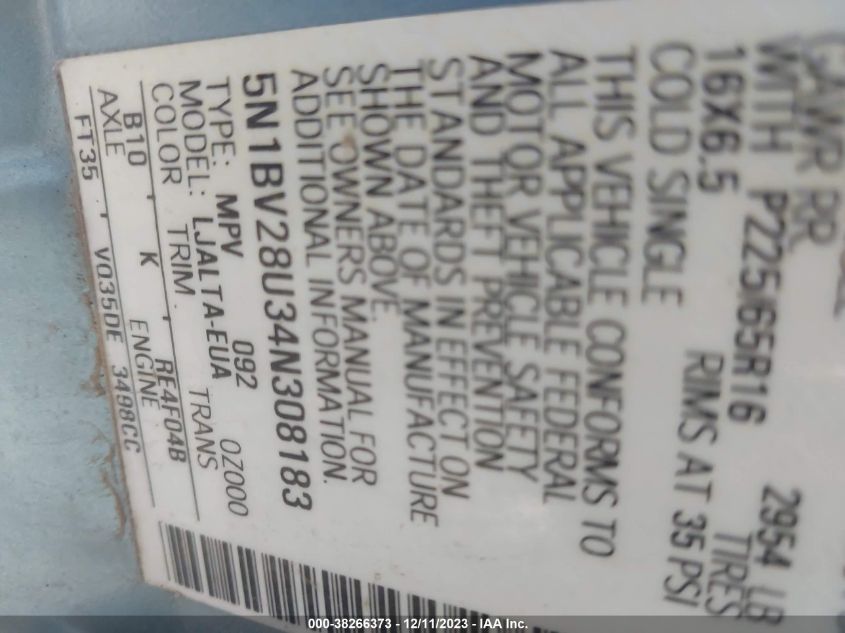 GAWR RR
WITH P225/65R16 2954 LB
16X6.5 RIMS AT 35 PSI TIRES
COLD SINGLE
THIS VEHICLE CONFORMS TO
ALL APPLICABLE FEDERAL
MOTOR VEHICLE SAFETY
AND THEFT PREVENTION
STANDARDS IN EFFECT ON
THE DATE OF MANUFACTURE
SHOWN ABOVE.
SEE OWNERS MANUAL FOR
ADDITIONAL INFORMATION.
5N1BV28U34N308183
TYPE: MPV 092 0Z000
MODEL: LJALTA-EUA
COLOR TRIM TRANS
B10 K RE4F04B
AXLE ENGINE
FT35 VQ35DE 3498CC
000-38266373 - 12/11/2023 - IAA Inc.